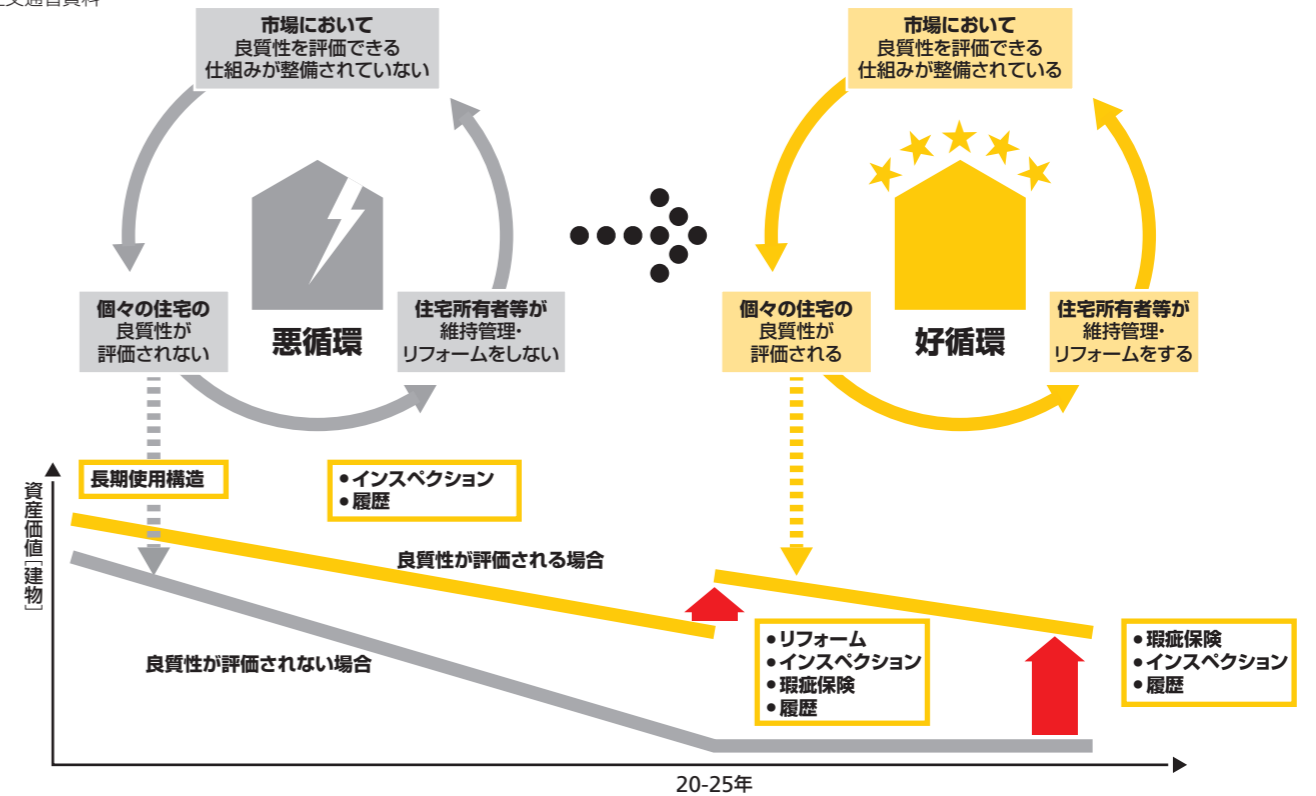 市場において
良質性を評価できる
仕組みが整備されていない
個々の住宅の
良質性が
評価されない
悪循環
住宅所有者等が
維持管理・
リフォームをしない
市場において
良質性を評価できる
仕組みが整備されている
個々の住宅の
良質性が
評価される
好循環
住宅所有者等が
維持管理・
リフォームをする
資産価値[建物]
長期使用構造
●インスペクション
●履歴
良質性が評価される場合
良質性が評価されない場合
●リフォーム
●インスペクション
●瑕疵保険
●履歴
●瑕疵保険
●インスペクション
●履歴
20-25年